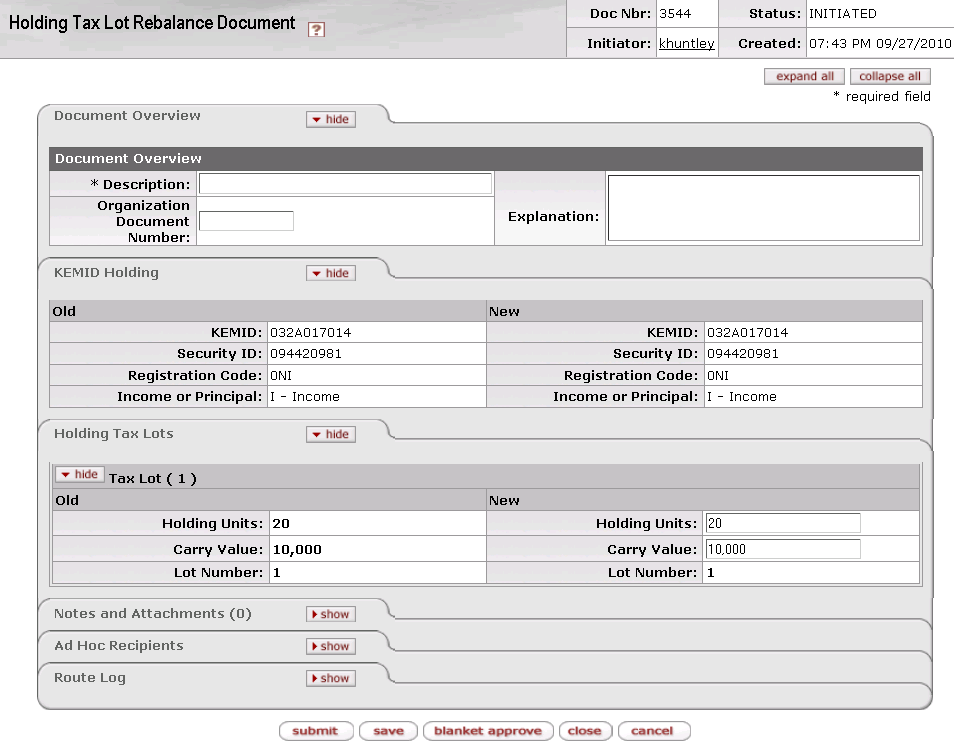 Holding Tax Lot Rebalance Document ?
Doc Nbr: 3544 Status: INITIATED
Initiator: khuntley Created: 07:43 PM 09/27/2010
expand all collapse all
* required field
Document Overview hide
Document Overview
* Description:
Organization Document Number:
Explanation:
KEMID Holding hide
Old New
KEMID: 032A017014 KEMID: 032A017014
Security ID: 094420981 Security ID: 094420981
Registration Code: 0NI Registration Code: 0NI
Income or Principal: I - Income Income or Principal: I - Income
Holding Tax Lots hide
hide Tax Lot ( 1 )
Old New
Holding Units: 20 Holding Units: 20
Carry Value: 10,000 Carry Value: 10,000
Lot Number: 1 Lot Number: 1
Notes and Attachments (0) show
Ad Hoc Recipients show
Route Log show
submit save blanket approve close cancel